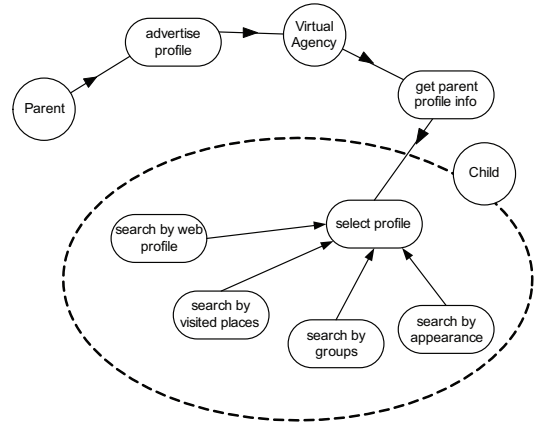 Virtual
Agency
advertise
profile
Parent
get parent
profile info
Child
select profile
search by web
profile
search by
visited places
search by
groups
search by
appearance